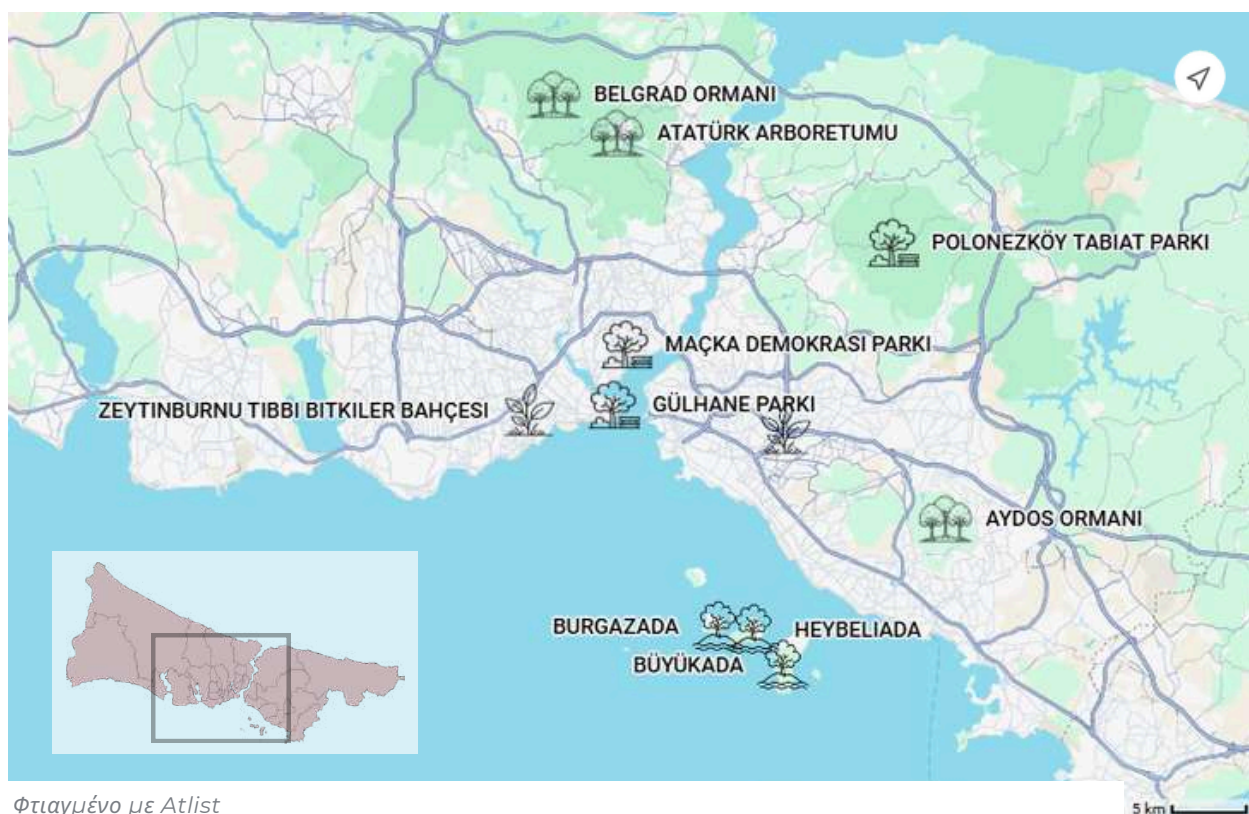 BELGRAD ORMANI
ATATÜRK ARBORETUMU
POLONEZKÖY TABIAT PARKI
MAÇKA DEMOKRASI PARKI
ZEYTINBURNU TIBBI BITKILER BAHÇESI
GÜLHANE PARKI
AYDOS ORMANI
BURGAZADA
HEYBELIADA
BÜYÜKADA
Φτιαγμένο με Atlist
5 km